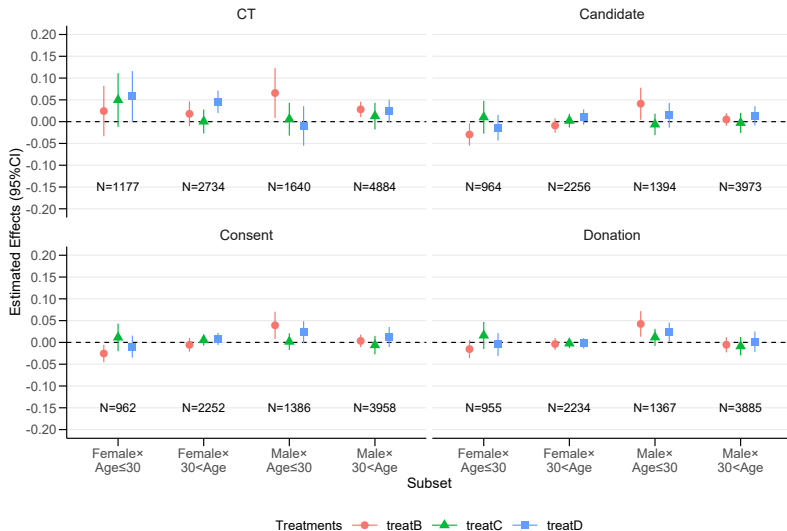 CT
Candidate
0.20
0.15
0.10
0.05
0.00
-0.05
-0.10
-0.15
-0.20
N=1177
N=2734
N=1640
N=4884
N=964
N=2256
N=1394
N=3973
Estimated Effects (95%CI)
Consent
Donation
0.20
0.15
0.10
0.05
0.00
-0.05
-0.10
-0.15
-0.20
N=962
N=2252
N=1386
N=3958
N=955
N=2234
N=1367
N=3885
Female×
Age≤30
Female×
30<Age
Male×
Age≤30
Male×
30<Age
Female×
Age≤30
Female×
30<Age
Male×
Age≤30
Male×
30<Age
Subset
Treatments treatB treatC treatD